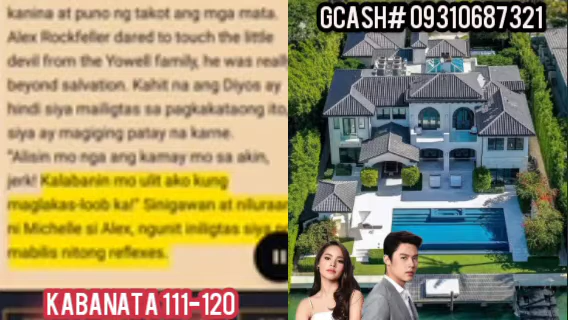 kanina at puno ng takot ang mga mata.
Alex Rockfeller dared to touch the little
devil from the Yowell family, he was reall
beyond salvation. Kahit na ang Diyos ay
hindi siya mailigtas sa pagkakataong ito,
siya ay magiging patay na karne.
"Alisin mo nga ang kamay mo sa akin,
jerk! Kalabanin mo ulit ako kung
maglakas-loob ka!" Sinigawan at niluraan
ni Michelle si Alex, ngunit iniligtas siya
mabilis nitong reflexes.
KABANATA 111-120
GCASH# 09310687321